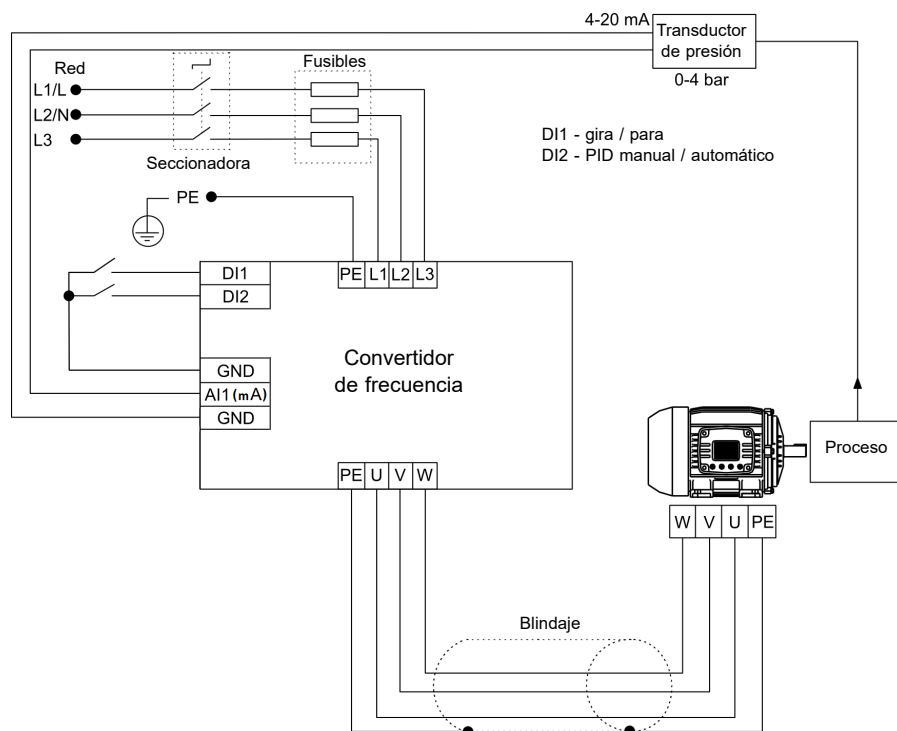 4-20 mA
Transductor
de presión
0-4 bar
Red
Fusibles
L1/L
L2/N
L3
Seccionadora
DI1 - gira / para
DI2 - PID manual / automático
PE
PE L1 L2 L3
DI1
DI2
GND
AI1 (mA)
GND
Convertidor
de frecuencia
PE U V W
Proceso
W V U PE
Blindaje